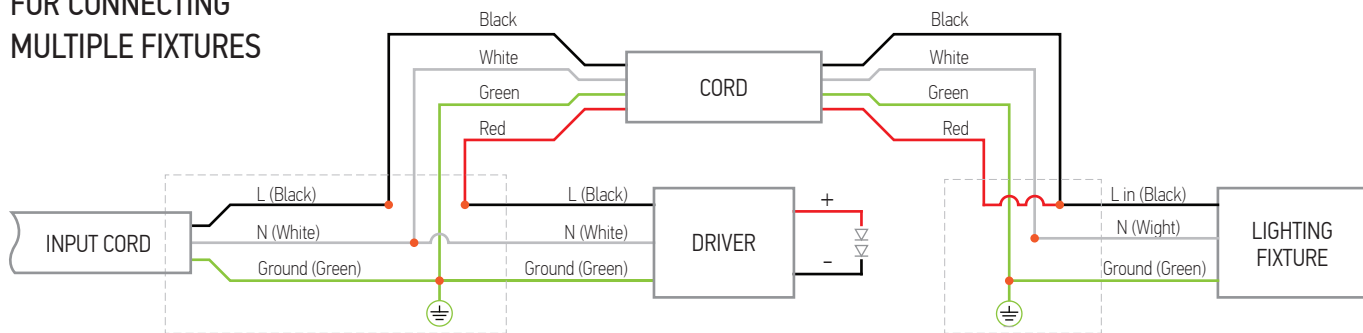 FOR CONNECTING
MULTIPLE FIXTURES
Black
White
Green
Red
CORD
Black
White
Green
Red
INPUT CORD
L (Black)
N (White)
Ground (Green)
L (Black)
N (White)
Ground (Green)
DRIVER
+
-
L in (Black)
N (Wight)
Ground (Green)
LIGHTING
FIXTURE